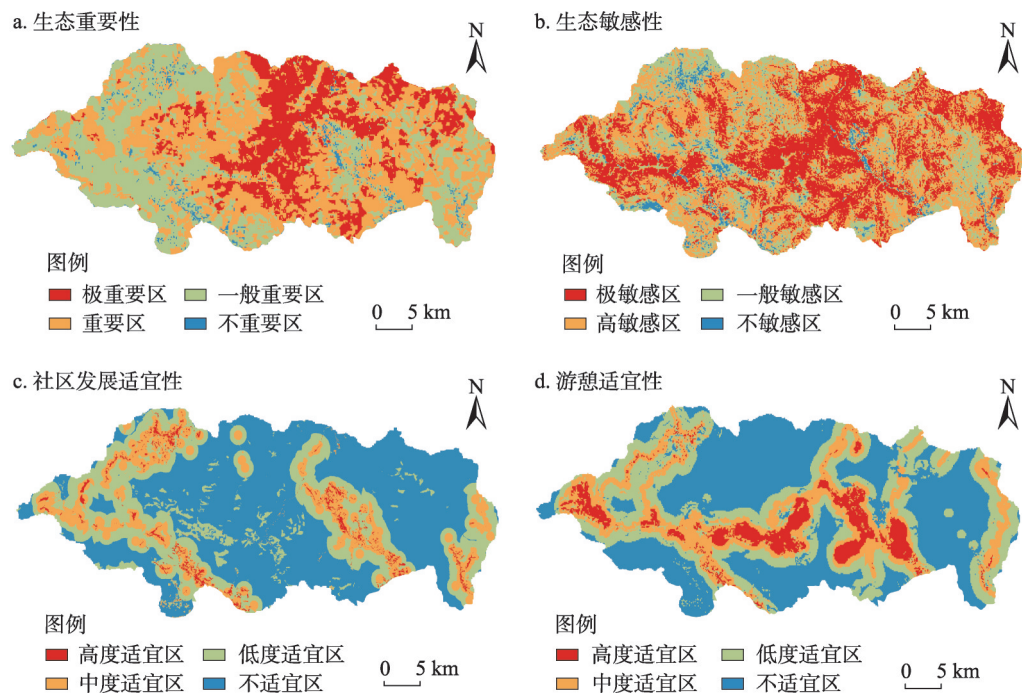 a. 生态重要性
N
图例
极重要区 一般重要区
重要区 不重要区
0 5 km
b. 生态敏感性
N
图例
极敏感区 一般敏感区
高敏感区 不敏感区
0 5 km
c. 社区发展适宜性
N
图例
高度适宜区 低度适宜区
中度适宜区 不适宜区
0 5 km
d. 游憩适宜性
N
图例
高度适宜区 低度适宜区
中度适宜区 不适宜区
0 5 km